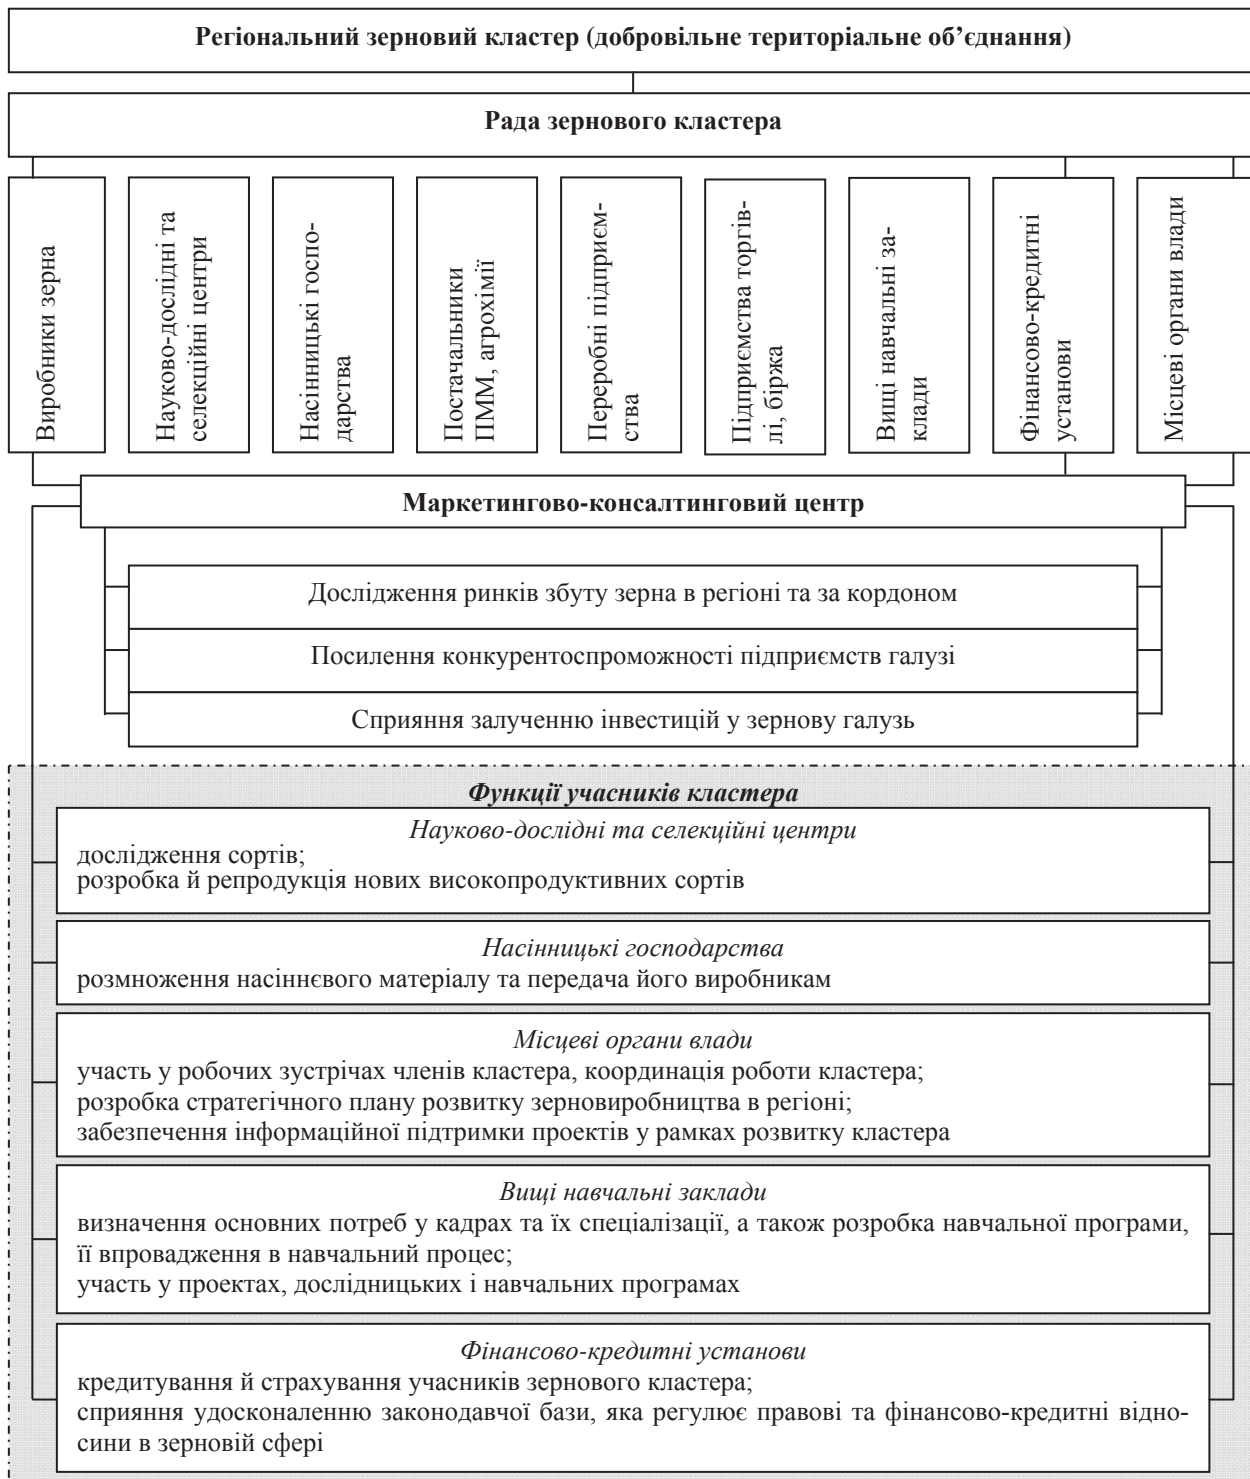 Регіональний зерновий кластер (добровільне територіальне об’єднання)
Рада зернового кластера
Виробники зерна
Науково-дослідні та
селекційні центри
Насінницькі госпо-
дарства
Постачальники
ПММ, агрохімії
Переробні підприєм-
ства
Підприємства торгів-
лі, біржа
Вищі навчальні за-
клади
Фінансово-кредитні
установи
Місцеві органи влади
Маркетингово-консалтинговий центр
Дослідження ринків збуту зерна в регіоні та за кордоном
Посилення конкурентоспроможності підприємств галузі
Сприяння залученню інвестицій у зернову галузь
Функції учасників кластера
Науково-дослідні та селекційні центри
дослідження сортів;
розробка й репродукція нових високопродуктивних сортів
Насінницькі господарства
розмноження насіннєвого матеріалу та передача його виробникам
Місцеві органи влади
участь у робочих зустрічах членів кластера, координація роботи кластера;
розробка стратегічного плану розвитку зерновиробництва в регіоні;
забезпечення інформаційної підтримки проектів у рамках розвитку кластера
Вищі навчальні заклади
визначення основних потреб у кадрах та їх спеціалізації, а також розробка навчальної програми,
її впровадження в навчальний процес;
участь у проектах, дослідницьких і навчальних програмах
Фінансово-кредитні установи
кредитування й страхування учасників зернового кластера;
сприяння удосконаленню законодавчої бази, яка регулює правові та фінансово-кредитні відно-
сини в зерновій сфері